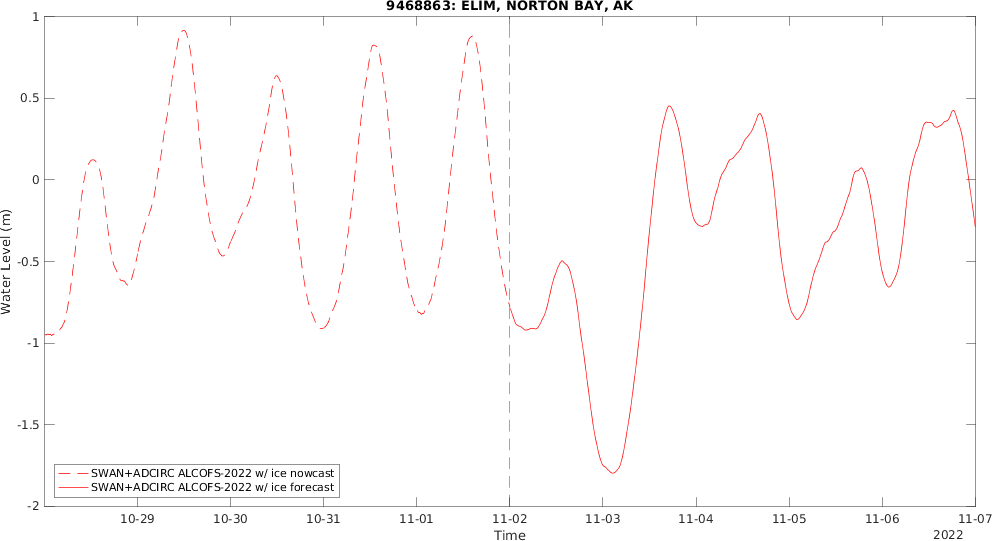 9468863: ELIM, NORTON BAY, AK
Water Level (m)
1
0.5
0
-0.5
-1
-1.5
-2
SWAN+ADCIRC ALCOFS-2022 w/ ice nowcast
SWAN+ADCIRC ALCOFS-2022 w/ ice forecast
10-29 10-30 10-31 11-01 11-02 11-03 11-04 11-05 11-06 11-07
Time
2022